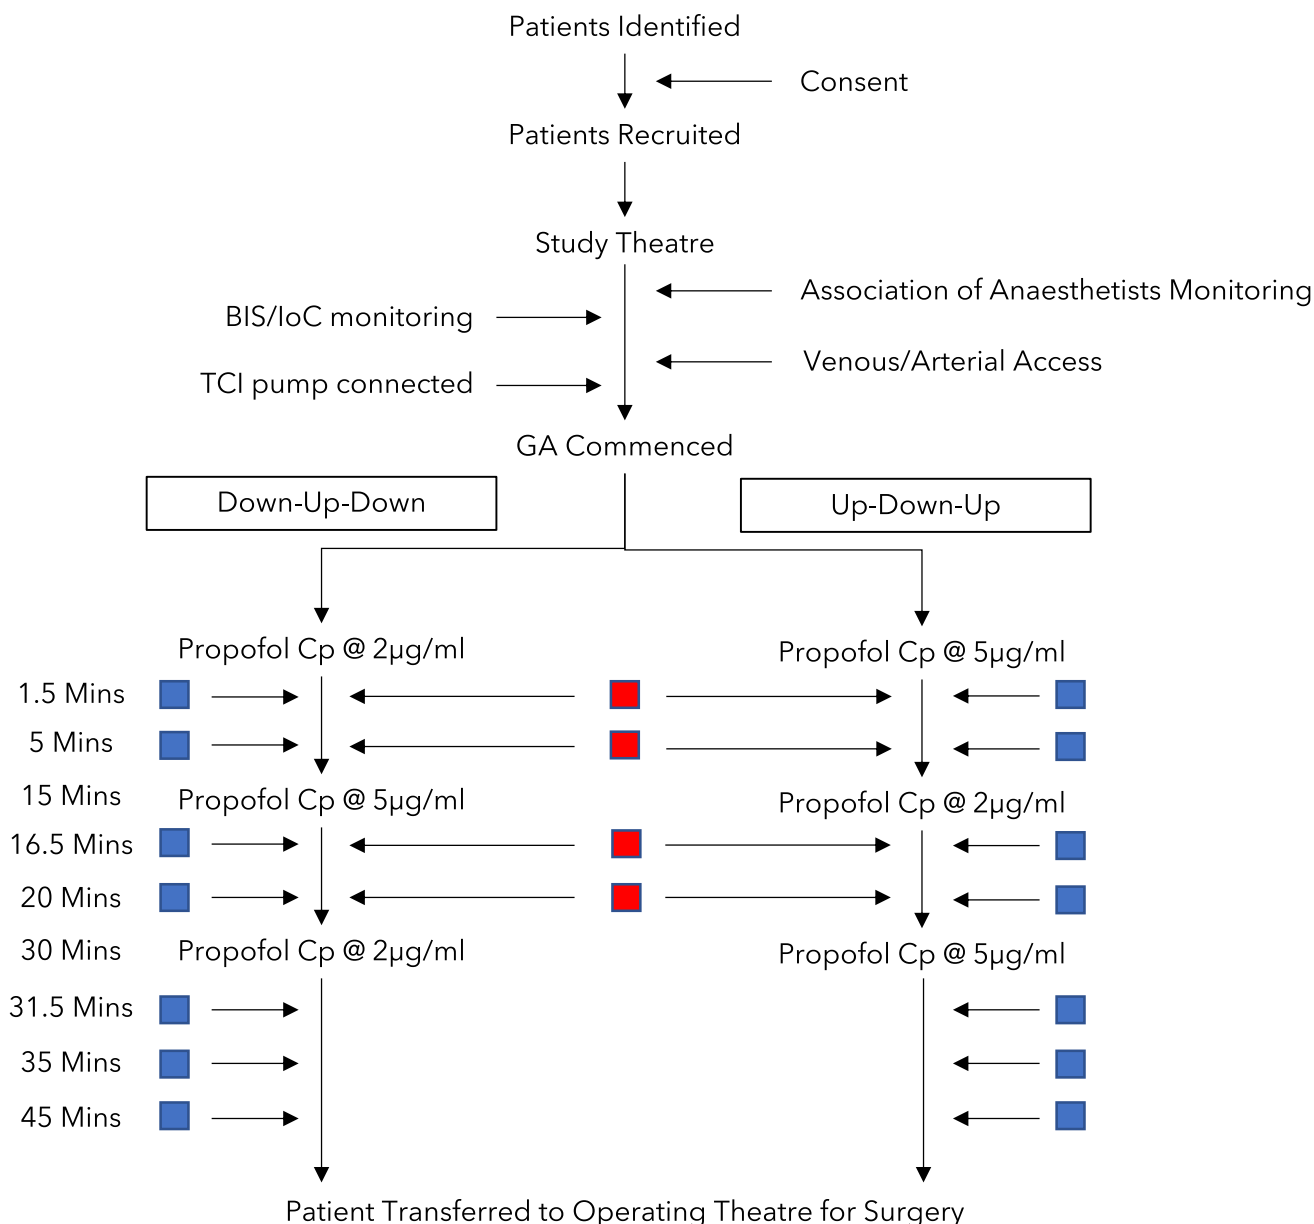 Patients Identified
Consent
Patients Recruited
Study Theatre
Association of Anaesthetists Monitoring
BIS/IoC monitoring
Venous/Arterial Access
TCI pump connected
GA Commenced
Down-Up-Down
Up-Down-Up
Propofol Cp @ 2µg/ml
Propofol Cp @ 5µg/ml
1.5 Mins
5 Mins
15 Mins
Propofol Cp @ 5µg/ml
Propofol Cp @ 2µg/ml
16.5 Mins
20 Mins
30 Mins
Propofol Cp @ 2µg/ml
Propofol Cp @ 5µg/ml
31.5 Mins
35 Mins
45 Mins
Patient Transferred to Operating Theatre for Surgery